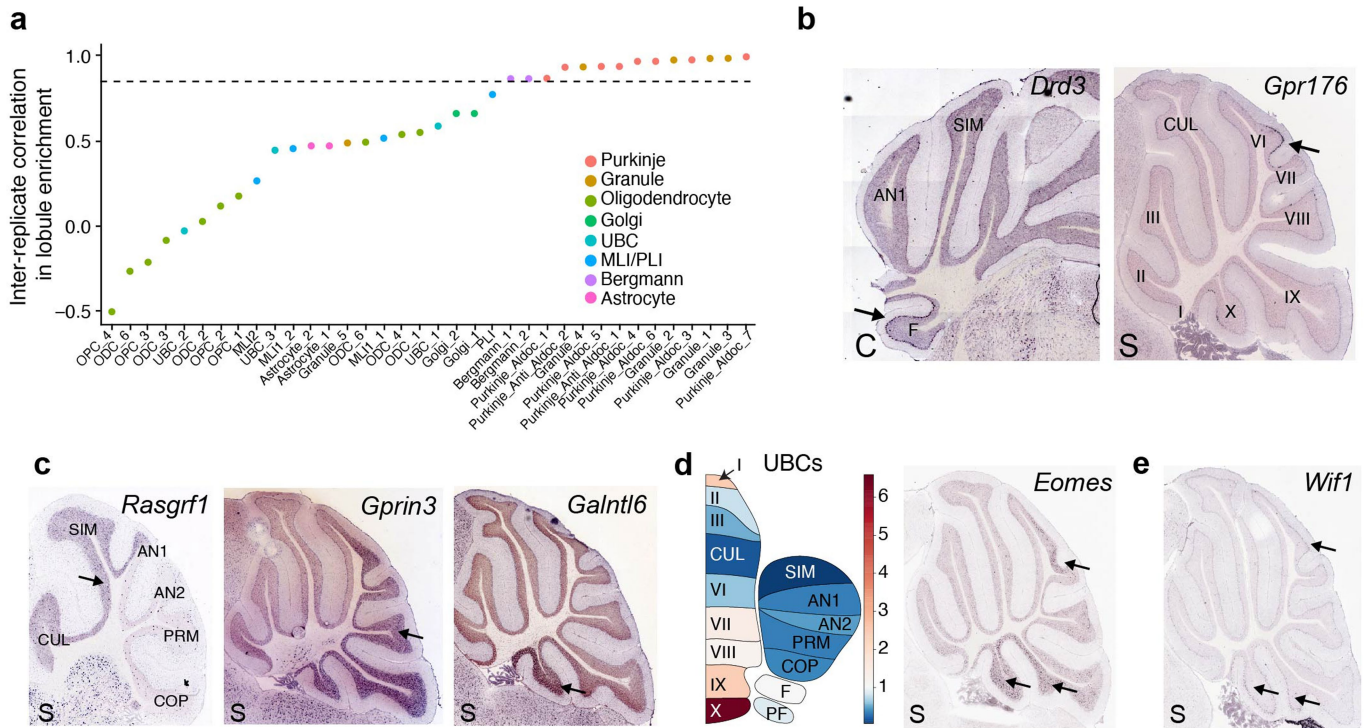 a
Inter-replicate correlation
in lobule enrichment
1.0
0.5
0.0
−0.5
Purkinje
Granule
Oligodendrocyte
Golgi
UBC
MLI/PLI
Bergmann
Astrocyte
OPC_4
ODC_6
OPC_3
ODC_3
UBC_2
ODC_2
OPC_2
OPC_1
MLI2
UBC_3
MLI1_2
Astrocyte_2
Astrocyte_1
Granule_5
ODC_6
MLI1_1
ODC_4
ODC_1
UBC_1
Golgi_2
Golgi_1
PLI
Bergmann_1
Bergmann_2
Purkinje_Aldoc_1
Purkinje_Anti_Aldoc_2
Granule_4
Purkinje_Aldoc_5
Purkinje_Anti_Aldoc_1
Purkinje_Aldoc_4
Purkinje_Aldoc_6
Granule_2
Purkinje_Aldoc_3
Granule_1
Granule_3
Purkinje_Aldoc_7
b
Drd3
SIM
AN1
F
C
Gpr176
CUL
VI
VII
III
VIII
II
I
X
IX
S
c
Rasgrf1
SIM
AN1
AN2
CUL
PRM
COP
S
Gprin3
S
Galntl6
S
d
UBCs
I
II
III
CUL
VI
VII
VIII
IX
X
SIM
AN1
AN2
PRM
COP
F
PF
6
5
4
3
2
1
Eomes
S
e
Wif1
S